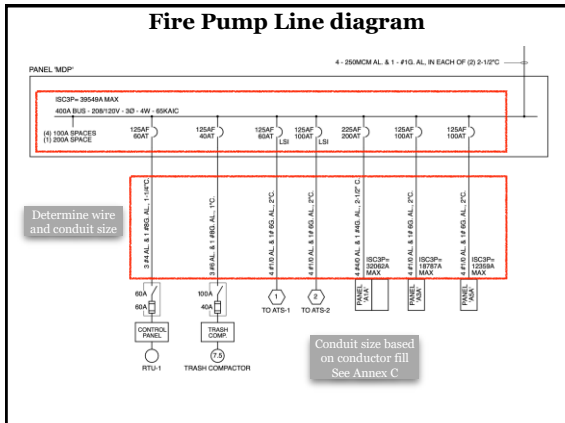 Fire Pump Line diagram
4 - 250MCM AL. & 1 - #1G. AL, IN EACH OF (2) 2-1/2"C
PANEL 'MDP'
ISC3P= 39549A MAX
400A BUS - 208/120V - 3Ø - 4W - 65KAIC
(4) 100A SPACES
(1) 200A SPACE
125AF
60AT
125AF
40AT
125AF
60AT
LSI
125AF
100AT
LSI
225AF
200AT
125AF
100AT
125AF
100AT
Determine wire
and conduit size
3 #4 AL. & 1 #8G. AL., 1-1/4"C.
3 #6 AL. & 1 #8G. AL., 1"C.
4 #1/0 AL. & 1# 6G. AL., 2"C.
4 #1/0 AL. & 1# 6G. AL., 2"C.
4 #4/0 AL. & 1 #4G. AL., 2-1/2" C.
4 #1/0 AL. & 1# 6G. AL., 2"C.
4 #1/0 AL. & 1# 6G. AL., 2"C.
ISC3P=
32062A
MAX
ISC3P=
18787A
MAX
ISC3P=
12359A
MAX
60A
60A
100A
40A
1
TO ATS-1
2
TO ATS-2
PANEL
'A1A'
PANEL
'A3A'
PANEL
'A5A'
CONTROL
PANEL
TRASH
COMP.
RTU-1
7.5
TRASH COMPACTOR
Conduit size based
on conductor fill
See Annex C